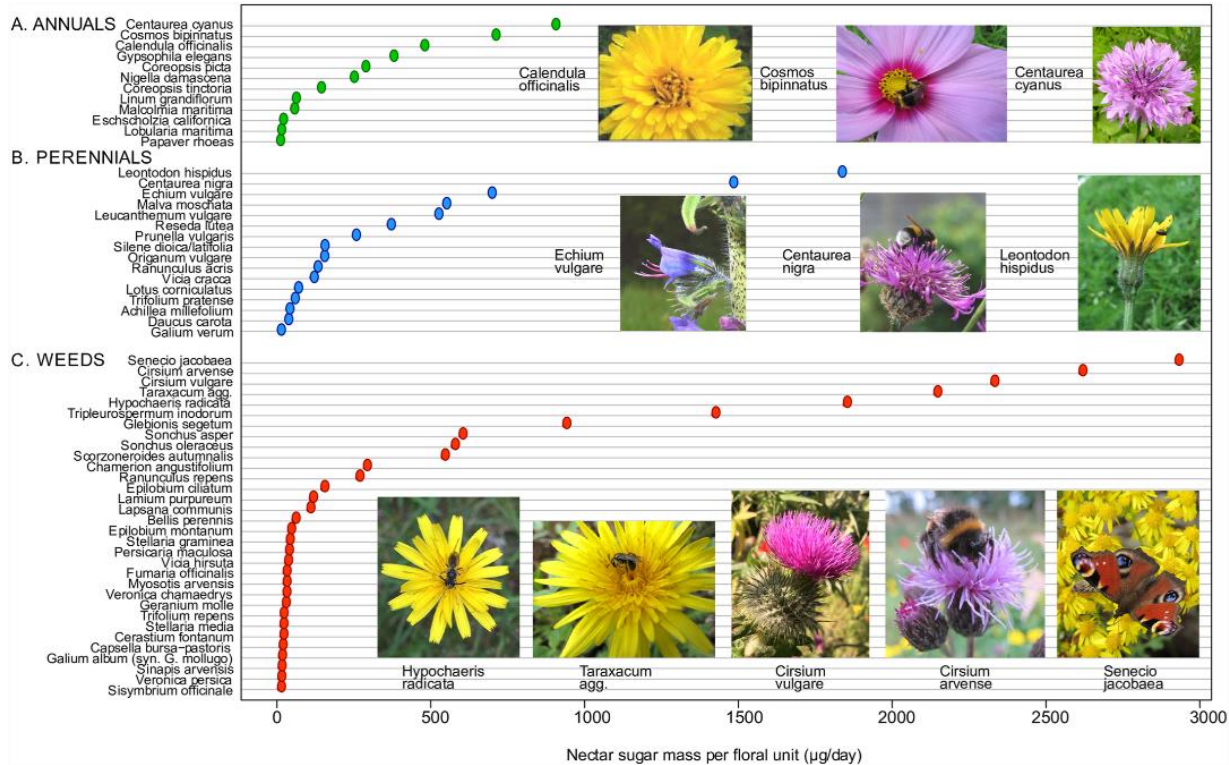 A. ANNUALS
Centaurea cyanus
Cosmos bipinnatus
Calendula officinalis
Gypsophila elegans
Coreopsis picta
Nigella damascena
Coreopsis tinctoria
Linum grandiflorum
Malcolmia maritima
Eschscholzia californica
Lobularia maritima
Papaver rhoeas
Calendula
officinalis
Cosmos
bipinnatus
Centaurea
cyanus
B. PERENNIALS
Leontodon hispidus
Centaurea nigra
Echium vulgare
Malva moschata
Leucanthemum vulgare
Reseda lutea
Prunella vulgaris
Silene dioica/latifolia
Origanum vulgare
Ranunculus acris
Vicia cracca
Lotus corniculatus
Trifolium pratense
Achillea millefolium
Daucus carota
Galium verum
Echium
vulgare
Centaurea
nigra
Leontodon
hispidus
C. WEEDS
Senecio jacobaea
Cirsium arvense
Cirsium vulgare
Taraxacum agg.
Hypochaeris radicata
Tripleurospermum inodorum
Glebionis segetum
Sonchus asper
Sonchus oleraceus
Scorzoneroides autumnalis
Chamerion angustifolium
Ranunculus repens
Epilobium ciliatum
Lamium purpureum
Lapsana communis
Bellis perennis
Epilobium montanum
Stellaria graminea
Persicaria maculosa
Vicia hirsuta
Fumaria officinalis
Myosotis arvensis
Veronica chamaedrys
Geranium molle
Trifolium repens
Stellaria media
Cerastium fontanum
Capsella bursa−pastoris
Galium album (syn. G. mollugo)
Sinapis arvensis
Veronica persica
Sisymbrium officinale
Hypochaeris
radicata
Taraxacum
agg.
Cirsium
vulgare
Cirsium
arvense
Senecio
jacobaea
0 500 1000 1500 2000 2500 3000
Nectar sugar mass per floral unit (µg/day)